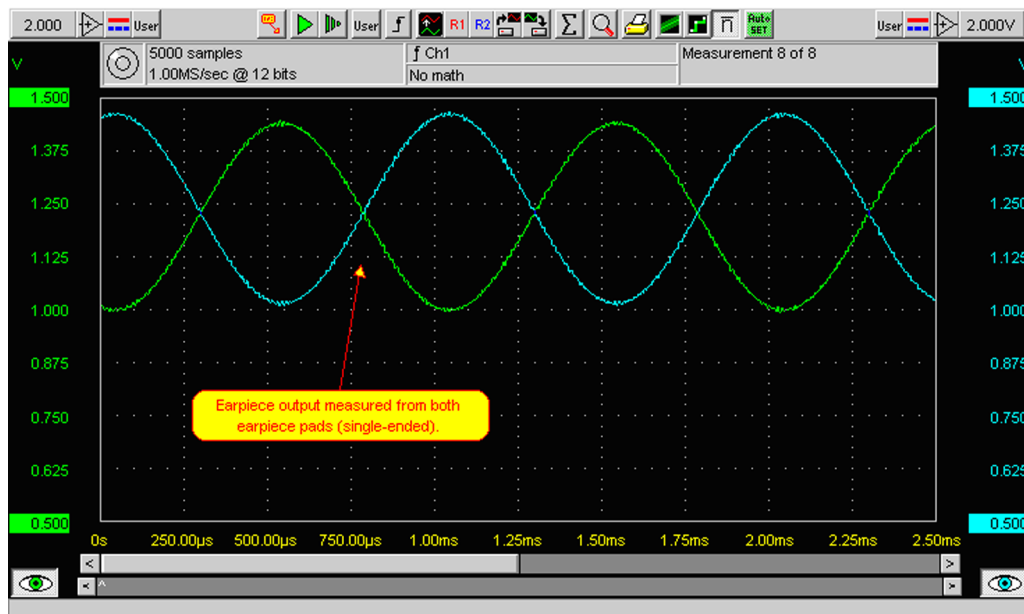 2.000 User User R1 R2 Auto SET User 2.000V
5000 samples
1.00MS/sec @ 12 bits
ƒ Ch1
No math
Measurement 8 of 8
V
1.500
1.375
1.250
1.125
1.000
0.875
0.750
0.625
0.500
Earpiece output measured from both
earpiece pads (single-ended).
1.500
1.375
1.250
1.125
1.000
0.875
0.750
0.625
0.500
0s 250.00µs 500.00µs 750.00µs 1.00ms 1.25ms 1.50ms 1.75ms 2.00ms 2.25ms 2.50ms